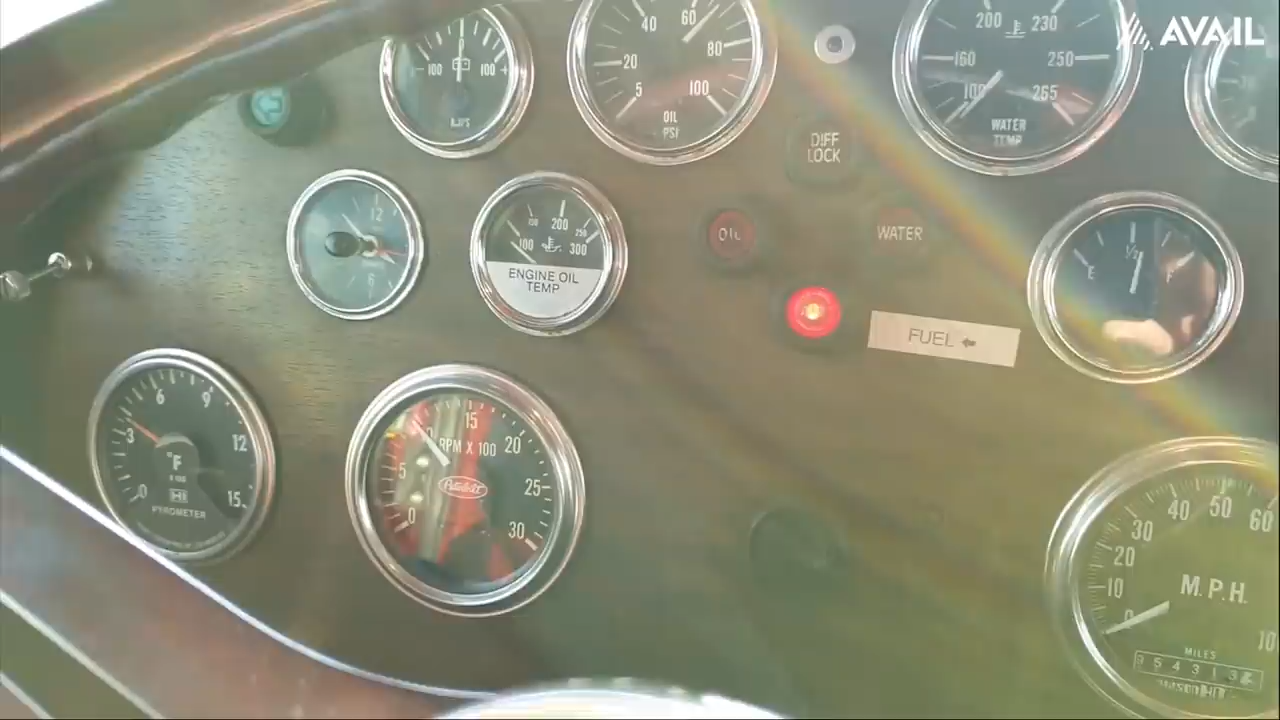 AVAIL
-100 100+
AMPS
5 20 40 60 80 100
OIL
PSI
100 160 200 230 250 265
WATER
TEMP
DIFF
LOCK
12
6
100 150 200 250 300
ENGINE OIL
TEMP
OIL
WATER
E 1/2 F
FUEL
0 3 6 9 12 15
°F
X 100
HI
PYROMETER
0 5 10 15 20 25 30
RPM X 100
Peterbilt
0 10 20 30 40 50 60
M.P.H.
MILES